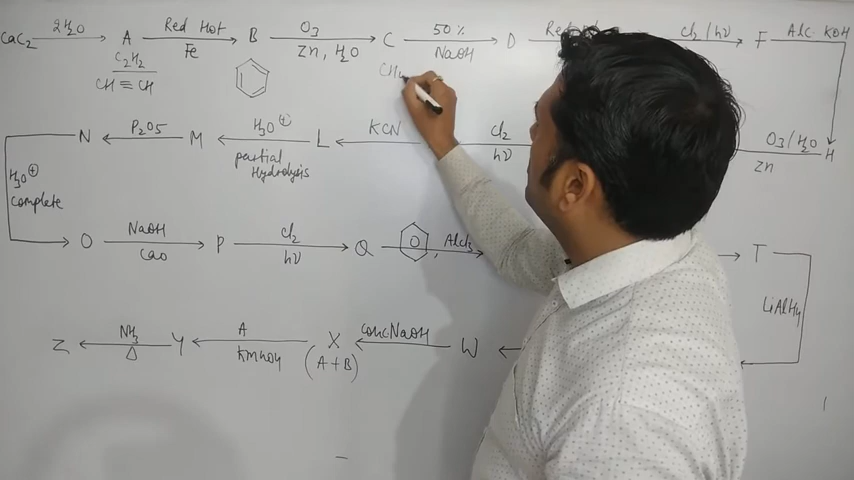 CaC2 2H2O A Red Hot Fe B O3 Zn, H2O C 50% NaOH D Cl2/hν F Alc. KOH
C2H2
CH≡CH
CH
N P2O5 M H3O⊕ partial Hydrolysis L KCN Cl2 hν O3/H2O Zn H
H3O⊕ complete
O NaOH CaO P Cl2 hν Q , AlCl3 T
LiAlH4
Z NH3 Δ Y A KMnO4 X Conc. NaOH W
(A+B)